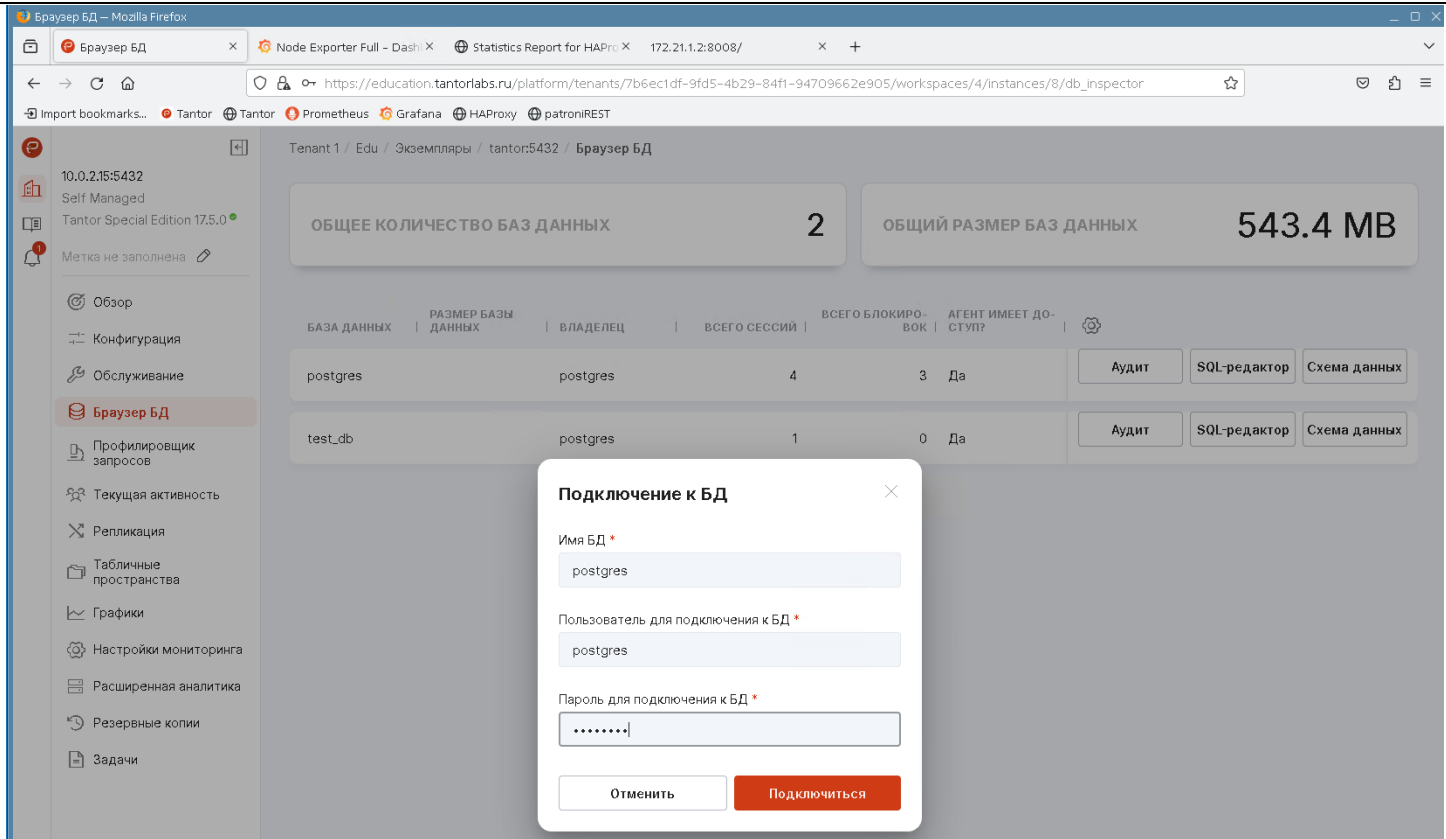 Браузер БД — Mozilla Firefox
Браузер БД
Node Exporter Full - Dash
Statistics Report for HAPro
172.21.1.2:8008/
https://education.tantorlabs.ru/platform/tenants/7b6ec1df-9fd5-4b29-84f1-94709662e905/workspaces/4/instances/8/db_inspector
Import bookmarks... Tantor Tantor Prometheus Grafana HAProxy patroniREST
Tenant 1 / Edu / Экземпляры / tantor:5432 / Браузер БД
10.0.2.15:5432
Self Managed
Tantor Special Edition 17.5.0
1
Метка не заполнена
Обзор
Конфигурация
Обслуживание
Браузер БД
Профилировщик
запросов
Текущая активность
Репликация
Табличные
пространства
Графики
Настройки мониторинга
Расширенная аналитика
Резервные копии
Задачи
ОБЩЕЕ КОЛИЧЕСТВО БАЗ ДАННЫХ 2
ОБЩИЙ РАЗМЕР БАЗ ДАННЫХ 543.4 MB
БАЗА ДАННЫХ
РАЗМЕР БАЗЫ
ДАННЫХ
ВЛАДЕЛЕЦ
ВСЕГО СЕССИЙ
ВСЕГО БЛОКИРО-
ВОК
АГЕНТ ИМЕЕТ ДО-
СТУП?
postgres postgres 4 3 Да Аудит SQL-редактор Схема данных
test_db postgres 1 0 Да Аудит SQL-редактор Схема данных
Подключение к БД
Имя БД *
postgres
Пользователь для подключения к БД *
postgres
Пароль для подключения к БД *
••••••••
Отменить
Подключиться